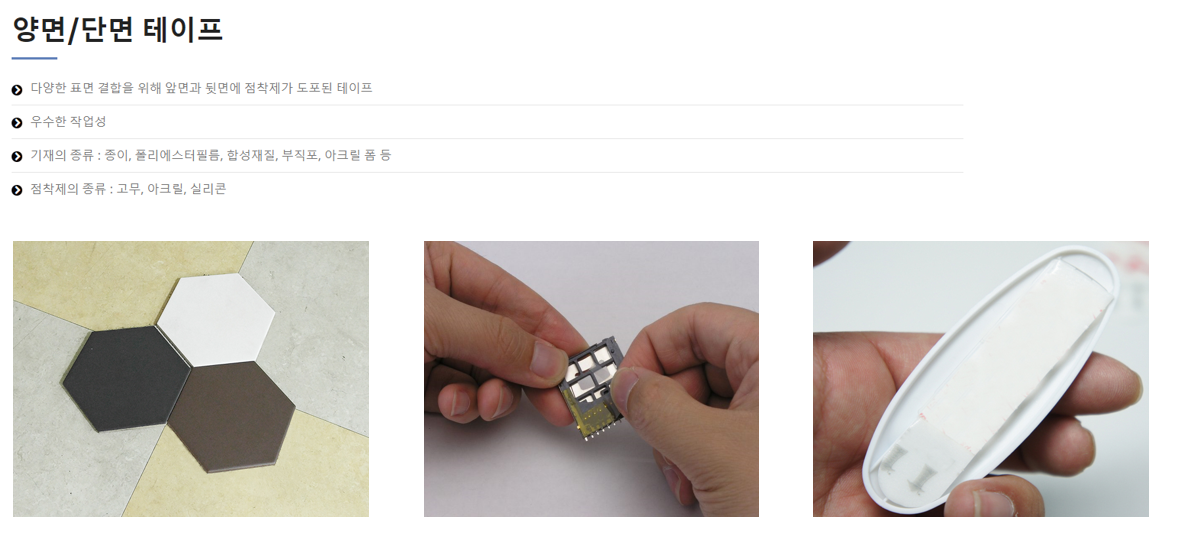 양면/단면 테이프
다양한 표면 결합을 위해 앞면과 뒷면에 점착제가 도포된 테이프
우수한 작업성
기재의 종류 : 종이, 폴리에스터필름, 합성재질, 부직포, 아크릴 폼 등
점착제의 종류 : 고무, 아크릴, 실리콘